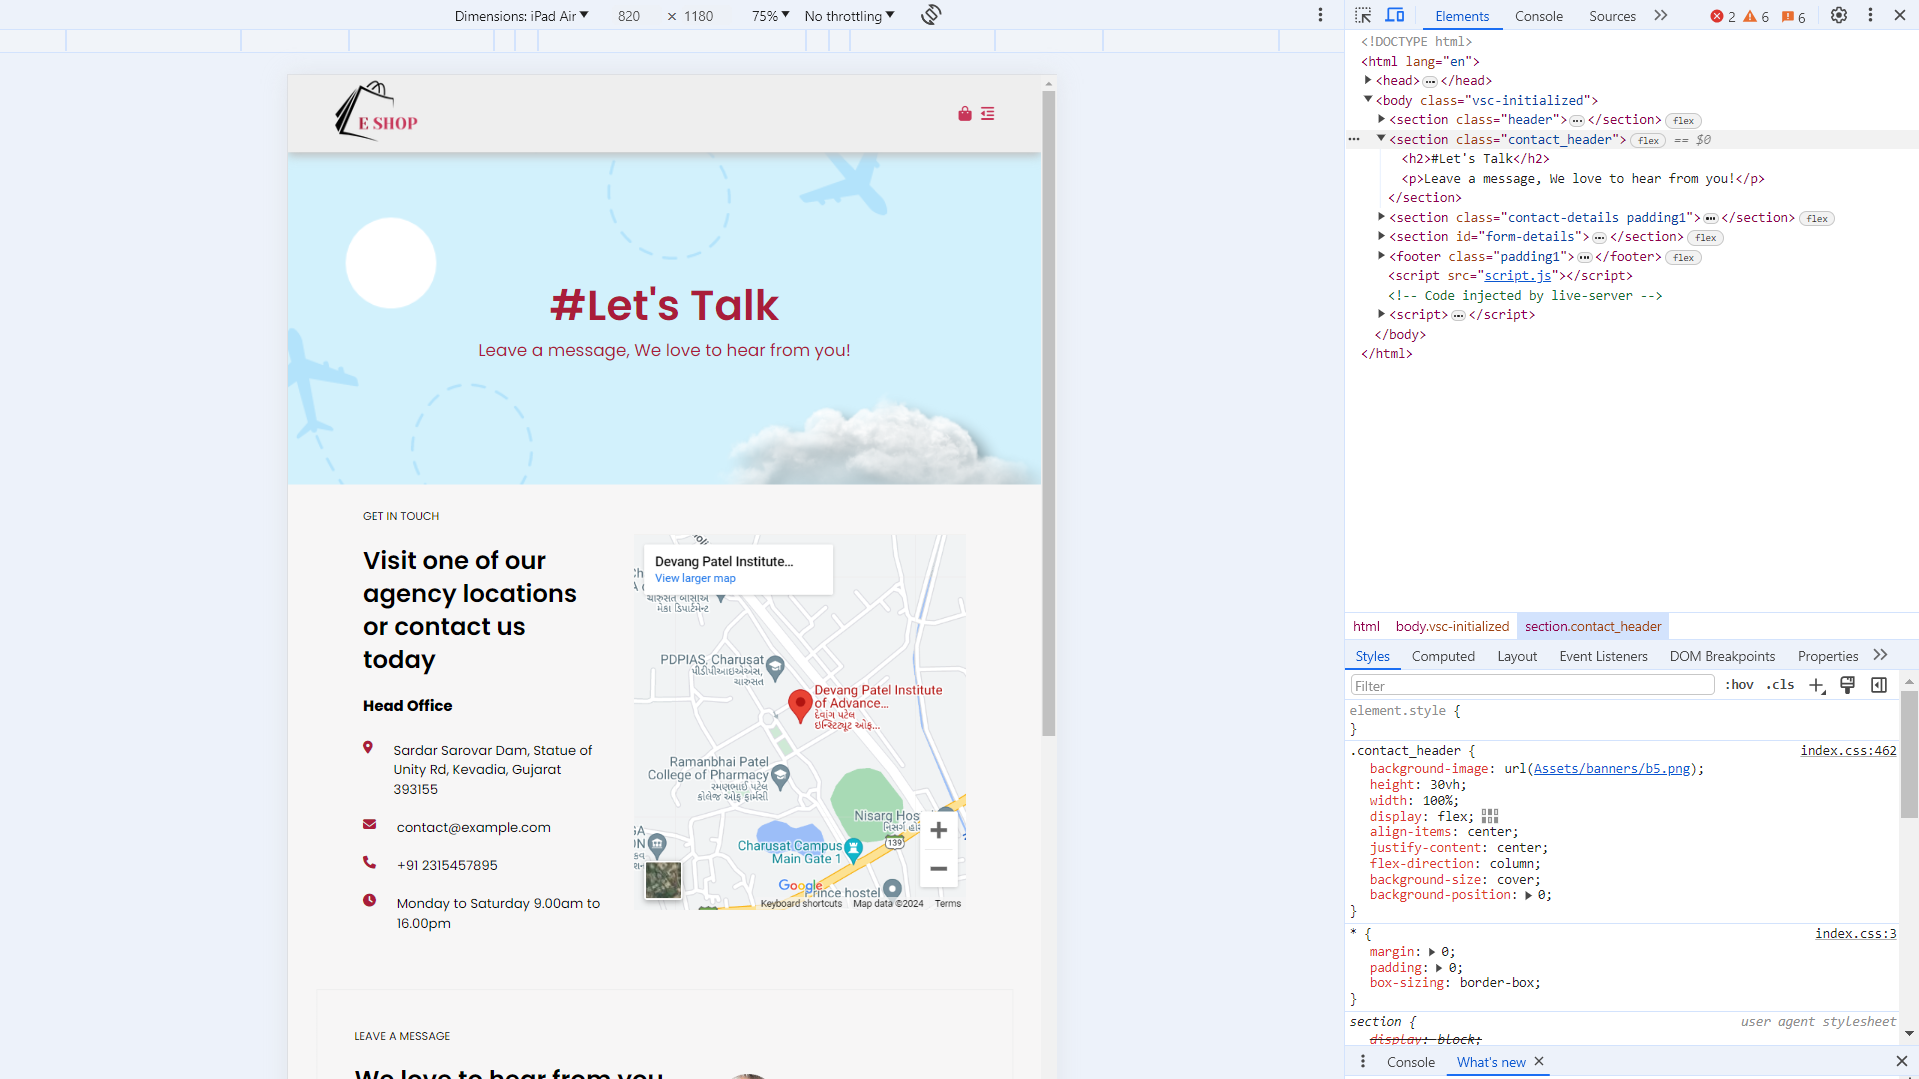 Dimensions: iPad Air ▼ 820 × 1180 75% ▼ No throttling ▼
E SHOP
#Let's Talk
Leave a message, We love to hear from you!
GET IN TOUCH
Visit one of our
agency locations
or contact us
today
Head Office
Sardar Sarovar Dam, Statue of
Unity Rd, Kevadia, Gujarat
393155
contact@example.com
+91 2315457895
Monday to Saturday 9.00am to
16.00pm
Devang Patel Institute...
View larger map
PDPIAS, Charusat
પીડીપીઆઇએએસ,
ચારુસત
Devang Patel Institute
of Advance...
દેવાંગ પટેલ
ઇન્સ્ટિટ્યૂટ ઓફ...
Ramanbhai Patel
College of Pharmacy
રમણભાઈ પટેલ
કોલેજ ઓફ ફાર્મસી
Nisarg Hos
139
Charusat Campus
Main Gate 1
Prince hostel
Google
Keyboard shortcuts Map data ©2024 Terms
LEAVE A MESSAGE
We love to hear from you
Elements Console Sources 2 6 6
<!DOCTYPE html>
<html lang="en">
<head> ... </head>
<body class="vsc-initialized">
<section class="header"> ... </section> flex
... <section class="contact_header"> flex == $0
<h2>#Let's Talk</h2>
<p>Leave a message, We love to hear from you!</p>
</section>
<section class="contact-details padding1"> ... </section> flex
<section id="form-details"> ... </section> flex
<footer class="padding1"> ... </footer> flex
<script src="script.js"></script>
<!-- Code injected by live-server -->
<script> ... </script>
</body>
</html>
html body.vsc-initialized section.contact_header
Styles Computed Layout Event Listeners DOM Breakpoints Properties
Filter :hov .cls
element.style {
}
.contact_header { index.css:462
background-image: url(Assets/banners/b5.png);
height: 30vh;
width: 100%;
display: flex;
align-items: center;
justify-content: center;
flex-direction: column;
background-size: cover;
background-position: 0;
}
* { index.css:3
margin: 0;
padding: 0;
box-sizing: border-box;
}
section { user agent stylesheet
display: block;
Console What's new